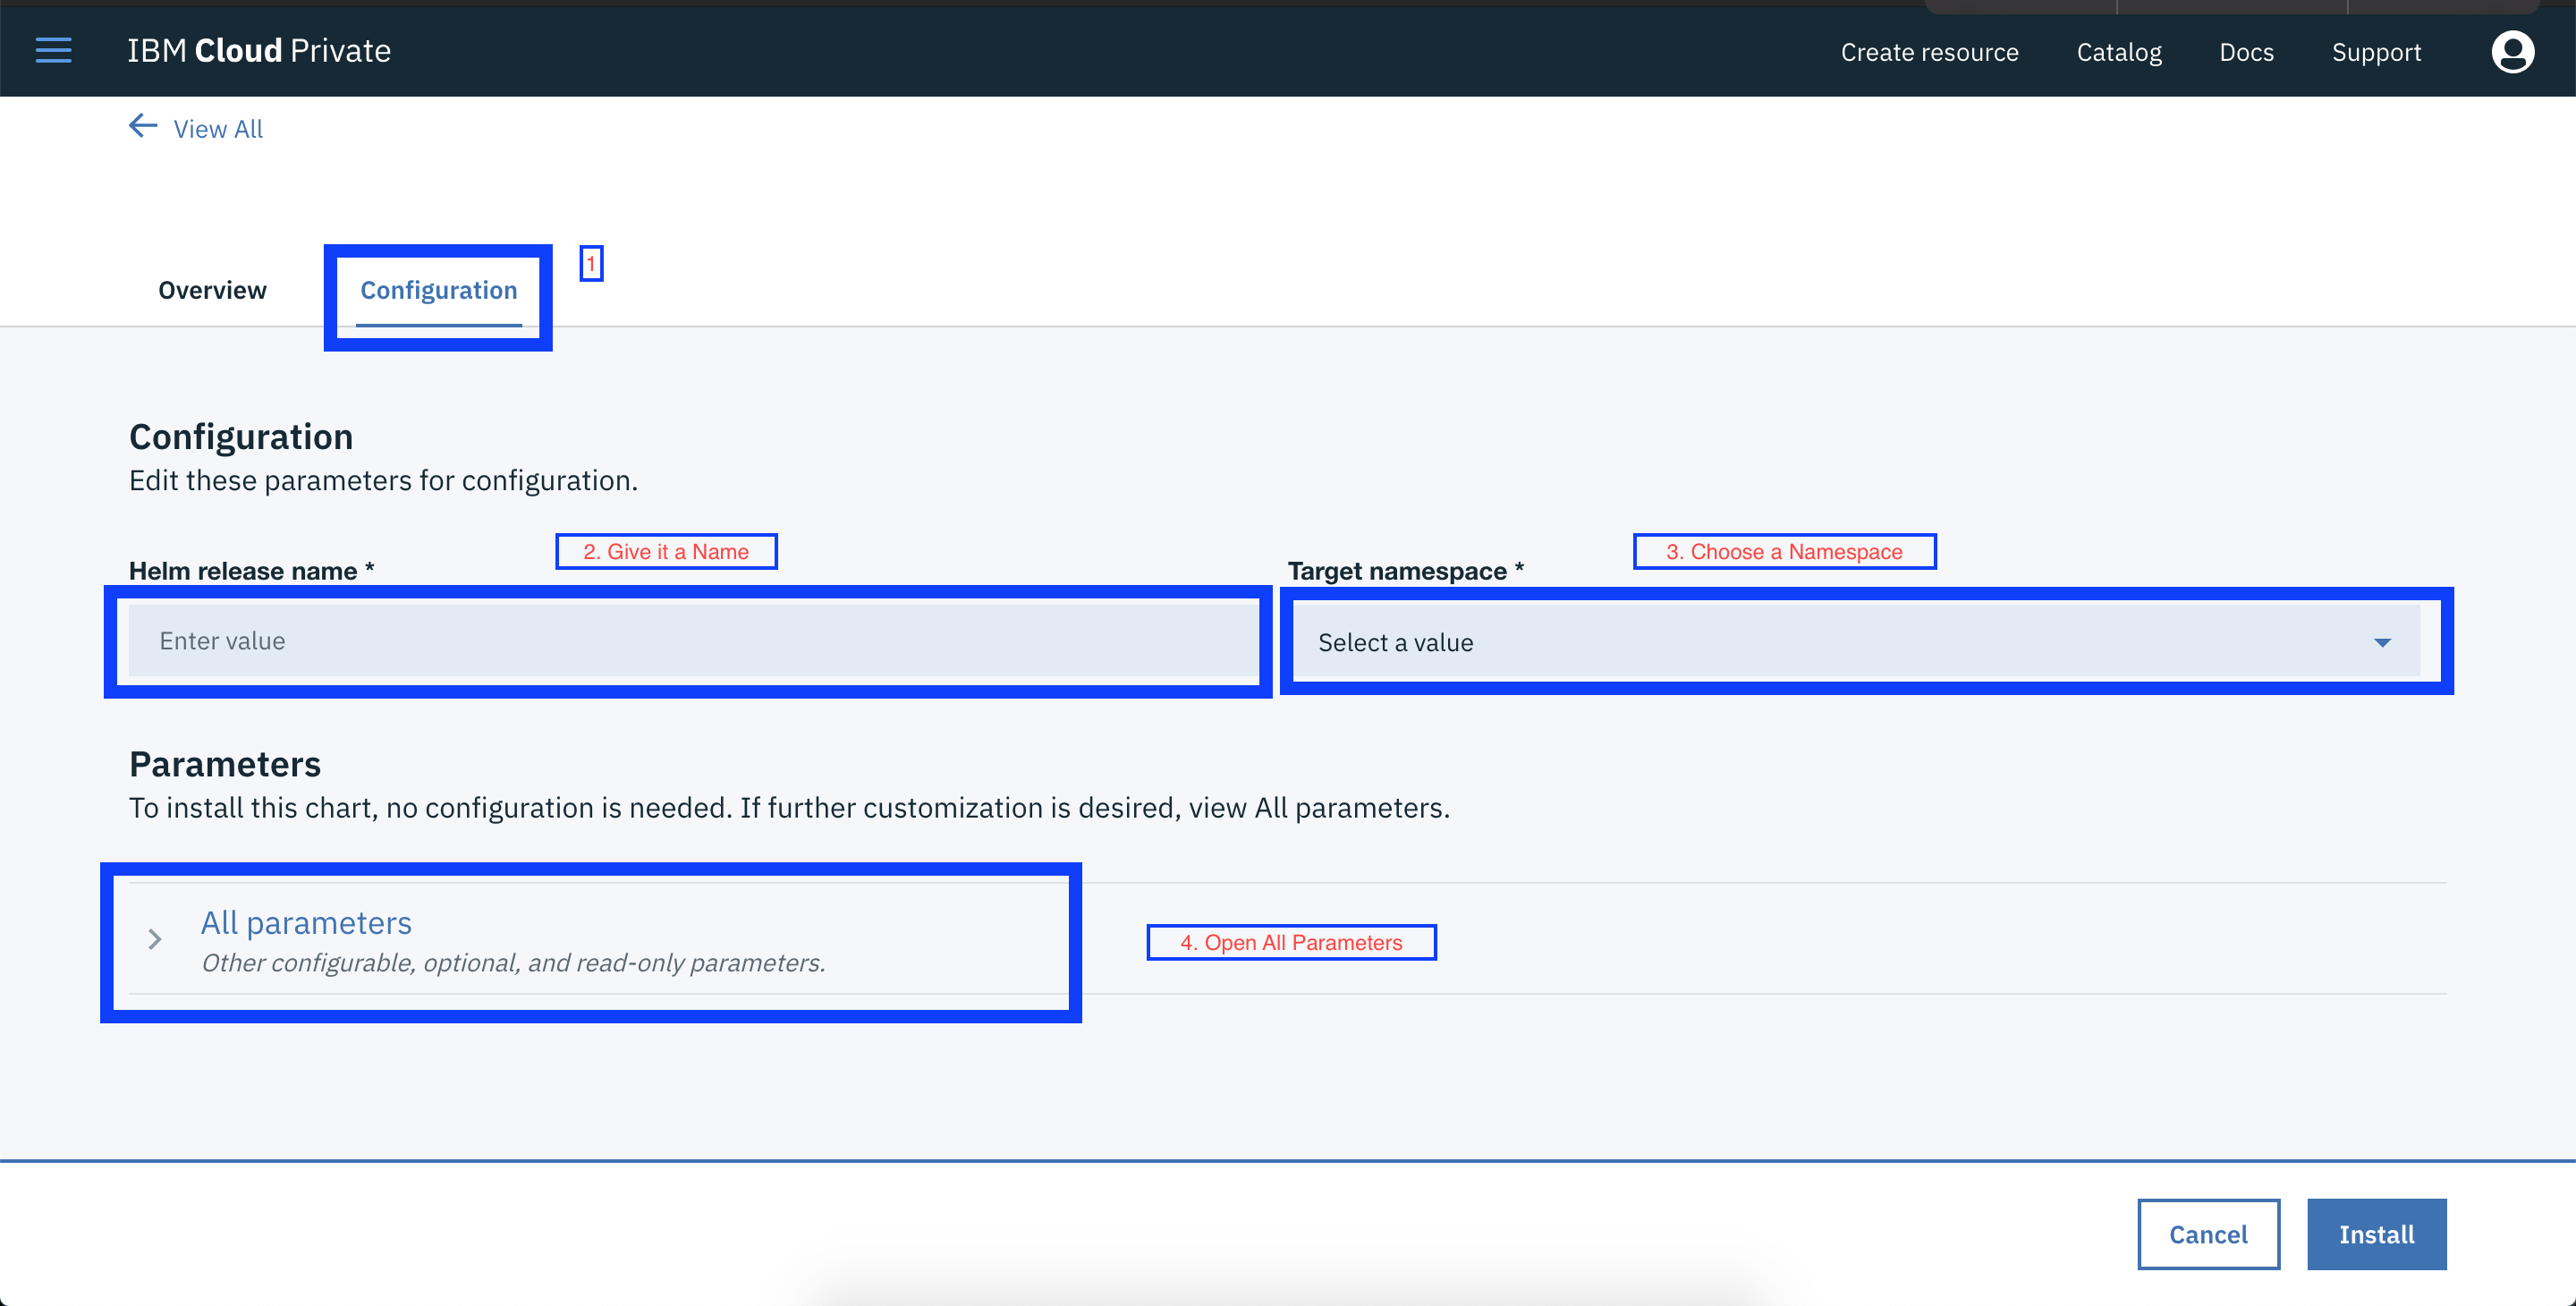 IBM Cloud Private
Create resource
Catalog
Docs
Support
View All
Overview
Configuration
1
Configuration
Edit these parameters for configuration.
2. Give it a Name
Helm release name *
Enter value
3. Choose a Namespace
Target namespace *
Select a value
Parameters
To install this chart, no configuration is needed. If further customization is desired, view All parameters.
All parameters
Other configurable, optional, and read-only parameters.
4. Open All Parameters
Cancel
Install